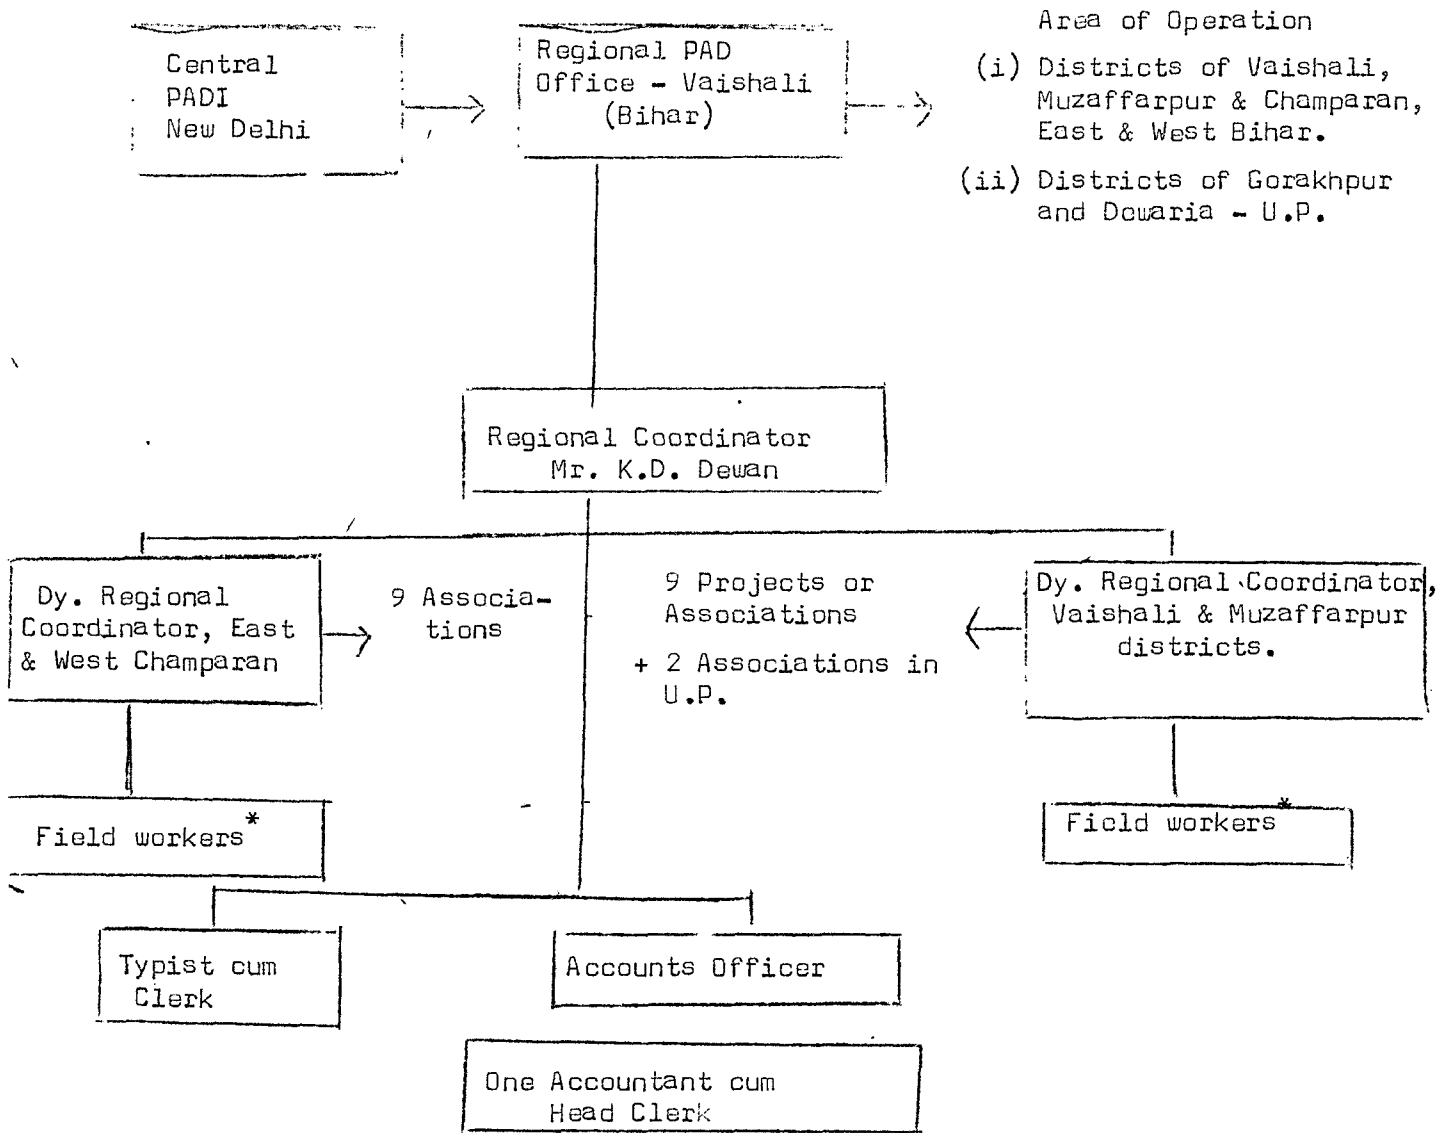 Central
PADI
New Delhi
Regional PAD
Office - Vaishali
(Bihar)
Area of Operation
(i) Districts of Vaishali,
Muzaffarpur & Champaran,
East & West Bihar.
(ii) Districts of Gorakhpur
and Dewaria - U.P.
Regional Coordinator
Mr. K.D. Dewan
Dy. Regional
Coordinator, East
& West Champaran
9 Associa-
tions
9 Projects or
Associations
+ 2 Associations in
U.P.
Dy. Regional Coordinator,
Vaishali & Muzaffarpur
districts.
Field workers*
Field workers*
Typist cum
Clerk
Accounts Officer
One Accountant cum
Head Clerk